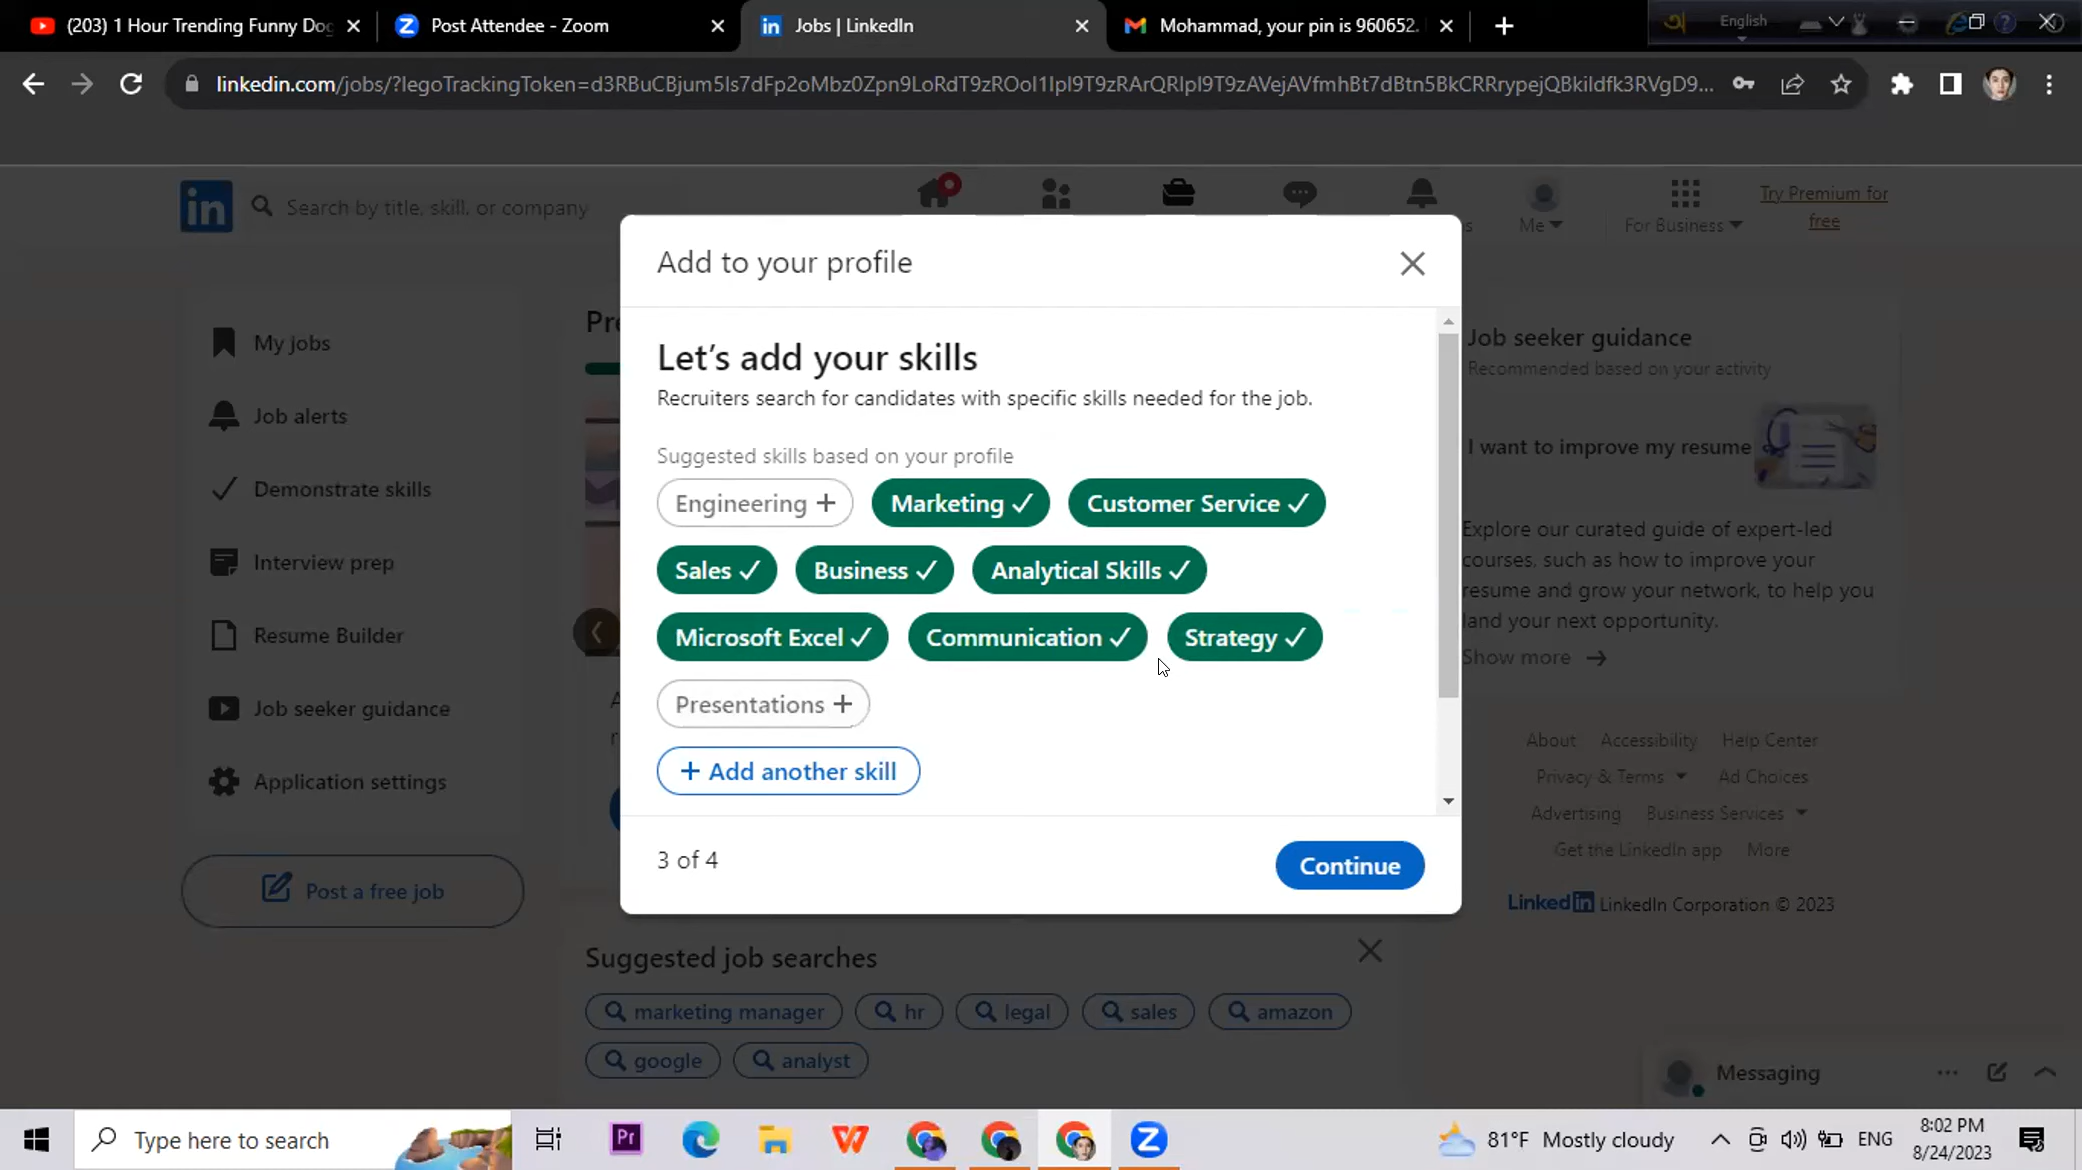 (203) 1 Hour Trending Funny Dog
Post Attendee - Zoom
Jobs | LinkedIn
Mohammad, your pin is 960652.
English
linkedin.com/jobs/?legoTrackingToken=
in
Search by title, skill, or company
Me
For Business
Try Premium for
free
Add to your profile
My jobs
Job alerts
Demonstrate skills
Interview prep
Resume Builder
Job seeker guidance
Application settings
Post a free job
Let's add your skills
Recruiters search for candidates with specific skills needed for the job.
Suggested skills based on your profile
Engineering +
Marketing ✓
Customer Service ✓
Sales ✓
Business ✓
Analytical Skills ✓
Microsoft Excel ✓
Communication ✓
Strategy ✓
Presentations +
+ Add another skill
3 of 4
Continue
Job seeker guidance
Recommended based on your activity
I want to improve my resume
Explore our curated guide of expert-led
courses, such as how to improve your
resume and grow your network, to help you
land your next opportunity.
Show more →
About Accessibility Help Center
Privacy & Terms Ad Choices
Advertising Business Services
Get the LinkedIn app More
LinkedIn LinkedIn Corporation © 2023
Suggested job searches
marketing manager
hr
legal
sales
amazon
google
analyst
Messaging
Type here to search
Pr
81°F Mostly cloudy
ENG
8:02 PM
8/24/2023